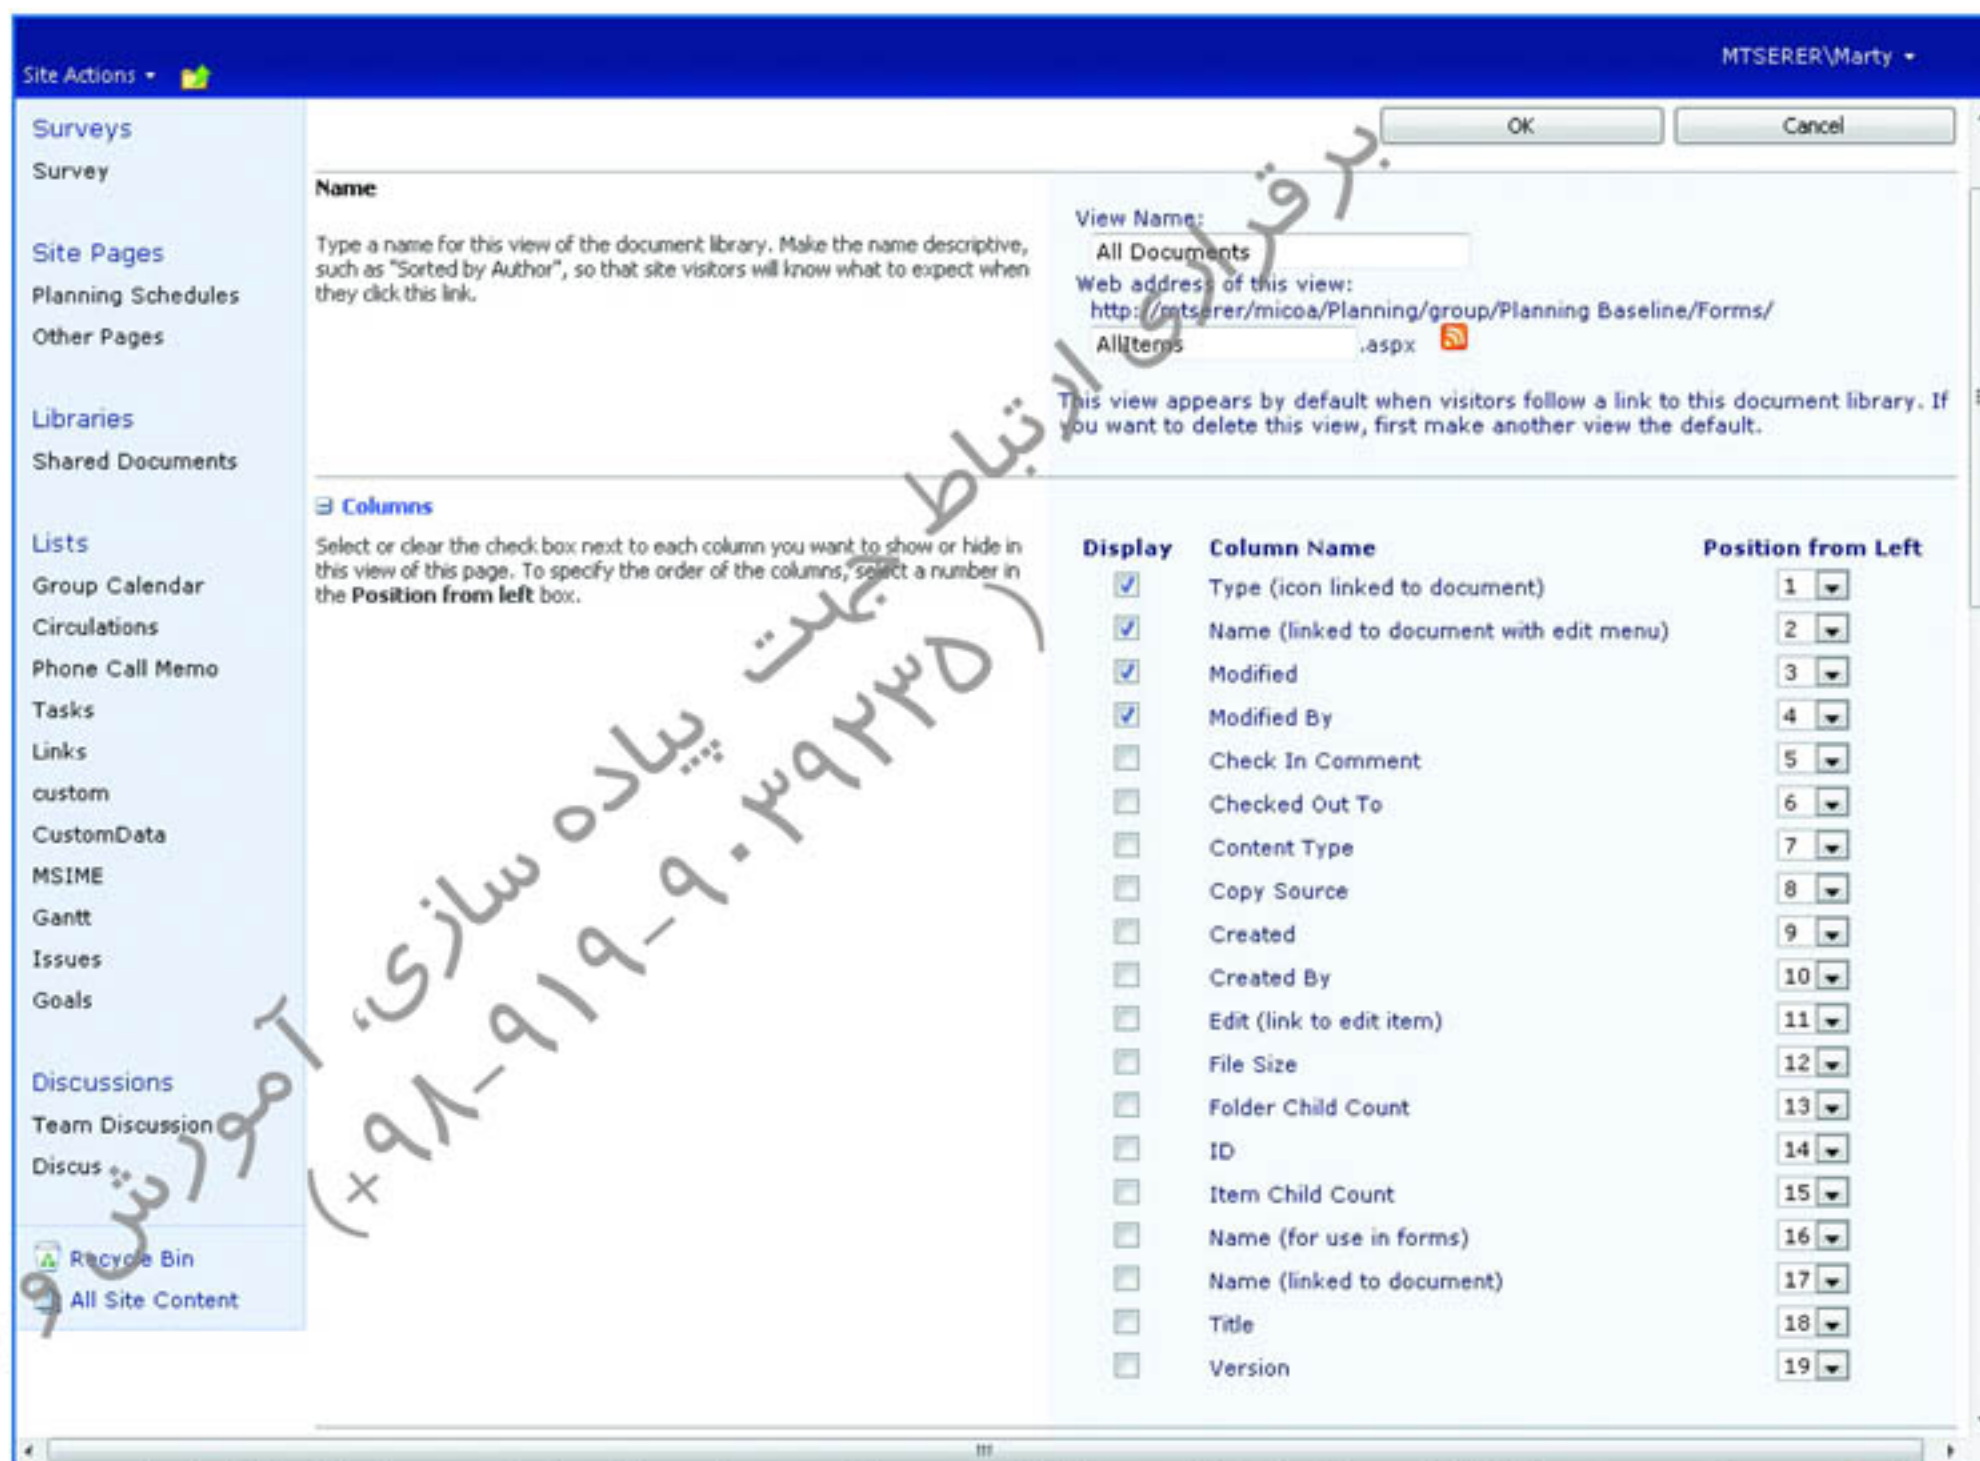 MTSERER\Marty
Site Actions
Surveys
Survey
Site Pages
Planning Schedules
Other Pages
Libraries
Shared Documents
Lists
Group Calendar
Circulations
Phone Call Memo
Tasks
Links
custom
CustomData
MSIME
Gantt
Issues
Goals
Discussions
Team Discussion
Discus
Recycle Bin
All Site Content
OK Cancel
Name
Type a name for this view of the document library. Make the name descriptive,
such as "Sorted by Author", so that site visitors will know what to expect when
they click this link.
View Name:
All Documents
Web address of this view:
http://mtserer/micoa/Planning/group/Planning Baseline/Forms/
AllItems .aspx
This view appears by default when visitors follow a link to this document library. If
you want to delete this view, first make another view the default.
Columns
Select or clear the check box next to each column you want to show or hide in
this view of this page. To specify the order of the columns, select a number in
the Position from left box.
Display Column Name Position from Left
Type (icon linked to document) 1
Name (linked to document with edit menu) 2
Modified 3
Modified By 4
Check In Comment 5
Checked Out To 6
Content Type 7
Copy Source 8
Created 9
Created By 10
Edit (link to edit item) 11
File Size 12
Folder Child Count 13
ID 14
Item Child Count 15
Name (for use in forms) 16
Name (linked to document) 17
Title 18
Version 19
برقراری ارتباط جهت پیاده سازی، آموزش و
(+۹۸-۹۱۹-۹۰۳۹۲۳۵)